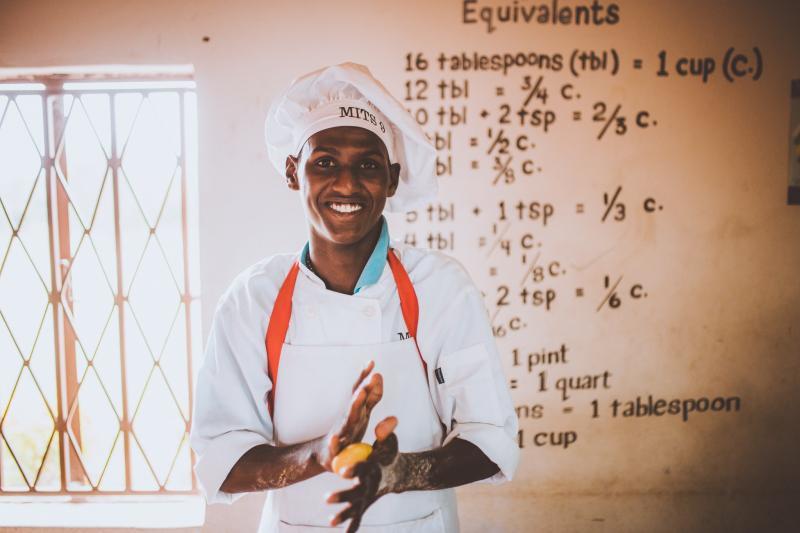 Equivalents
16 tablespoons (tbl) = 1 cup (c.)
12 tbl = 3/4 c.
10 tbl + 2 tsp = 2/3 c.
tbl = 1/2 c.
tbl = 3/8 c.
5 tbl + 1 tsp = 1/3 c.
4 tbl = 1/4 c.
= 1/8 c.
2 tsp = 1/6 c.
c.
1 pint
= 1 quart
= 1 tablespoon
1 cup
MITS